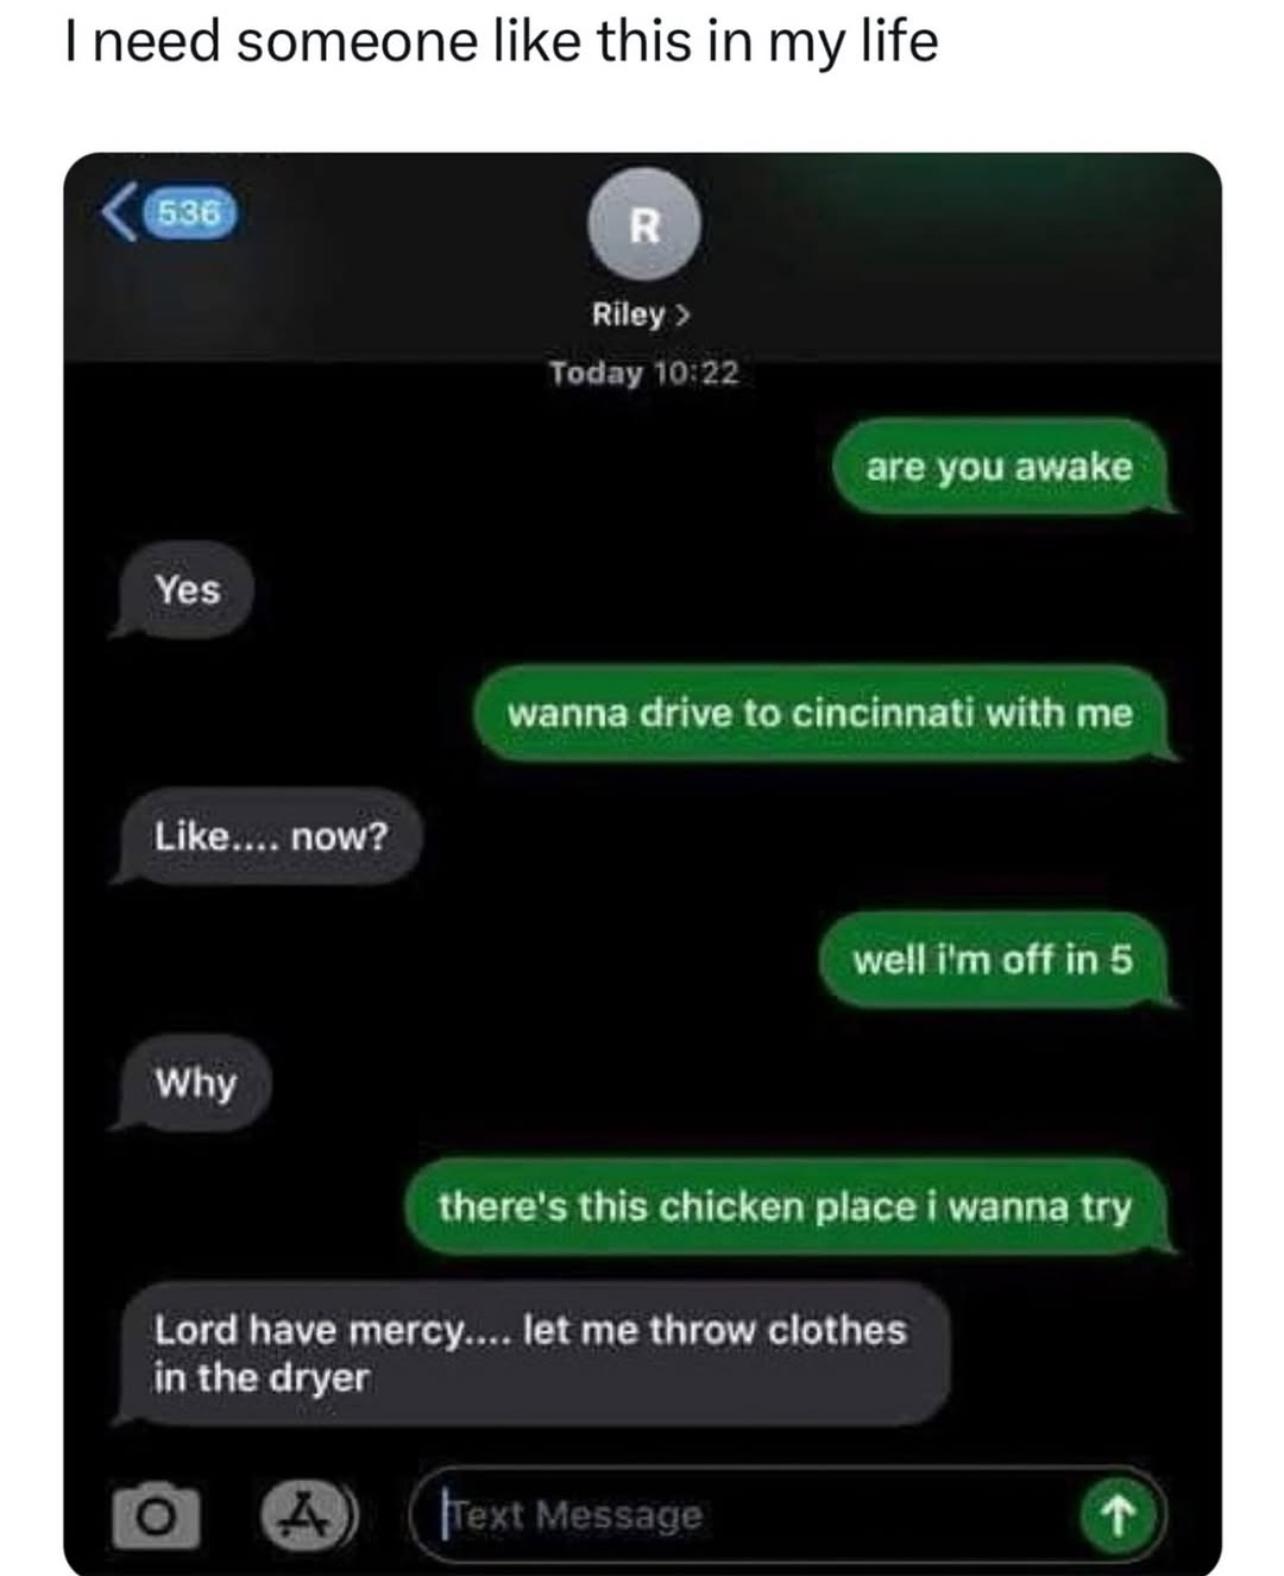 I need someone like this in my life
536
R
Riley >
Today 10:22
are you awake
Yes
wanna drive to cincinnati with me
Like.... now?
well i'm off in 5
Why
there's this chicken place i wanna try
Lord have mercy.... let me throw clothes
in the dryer
Text Message